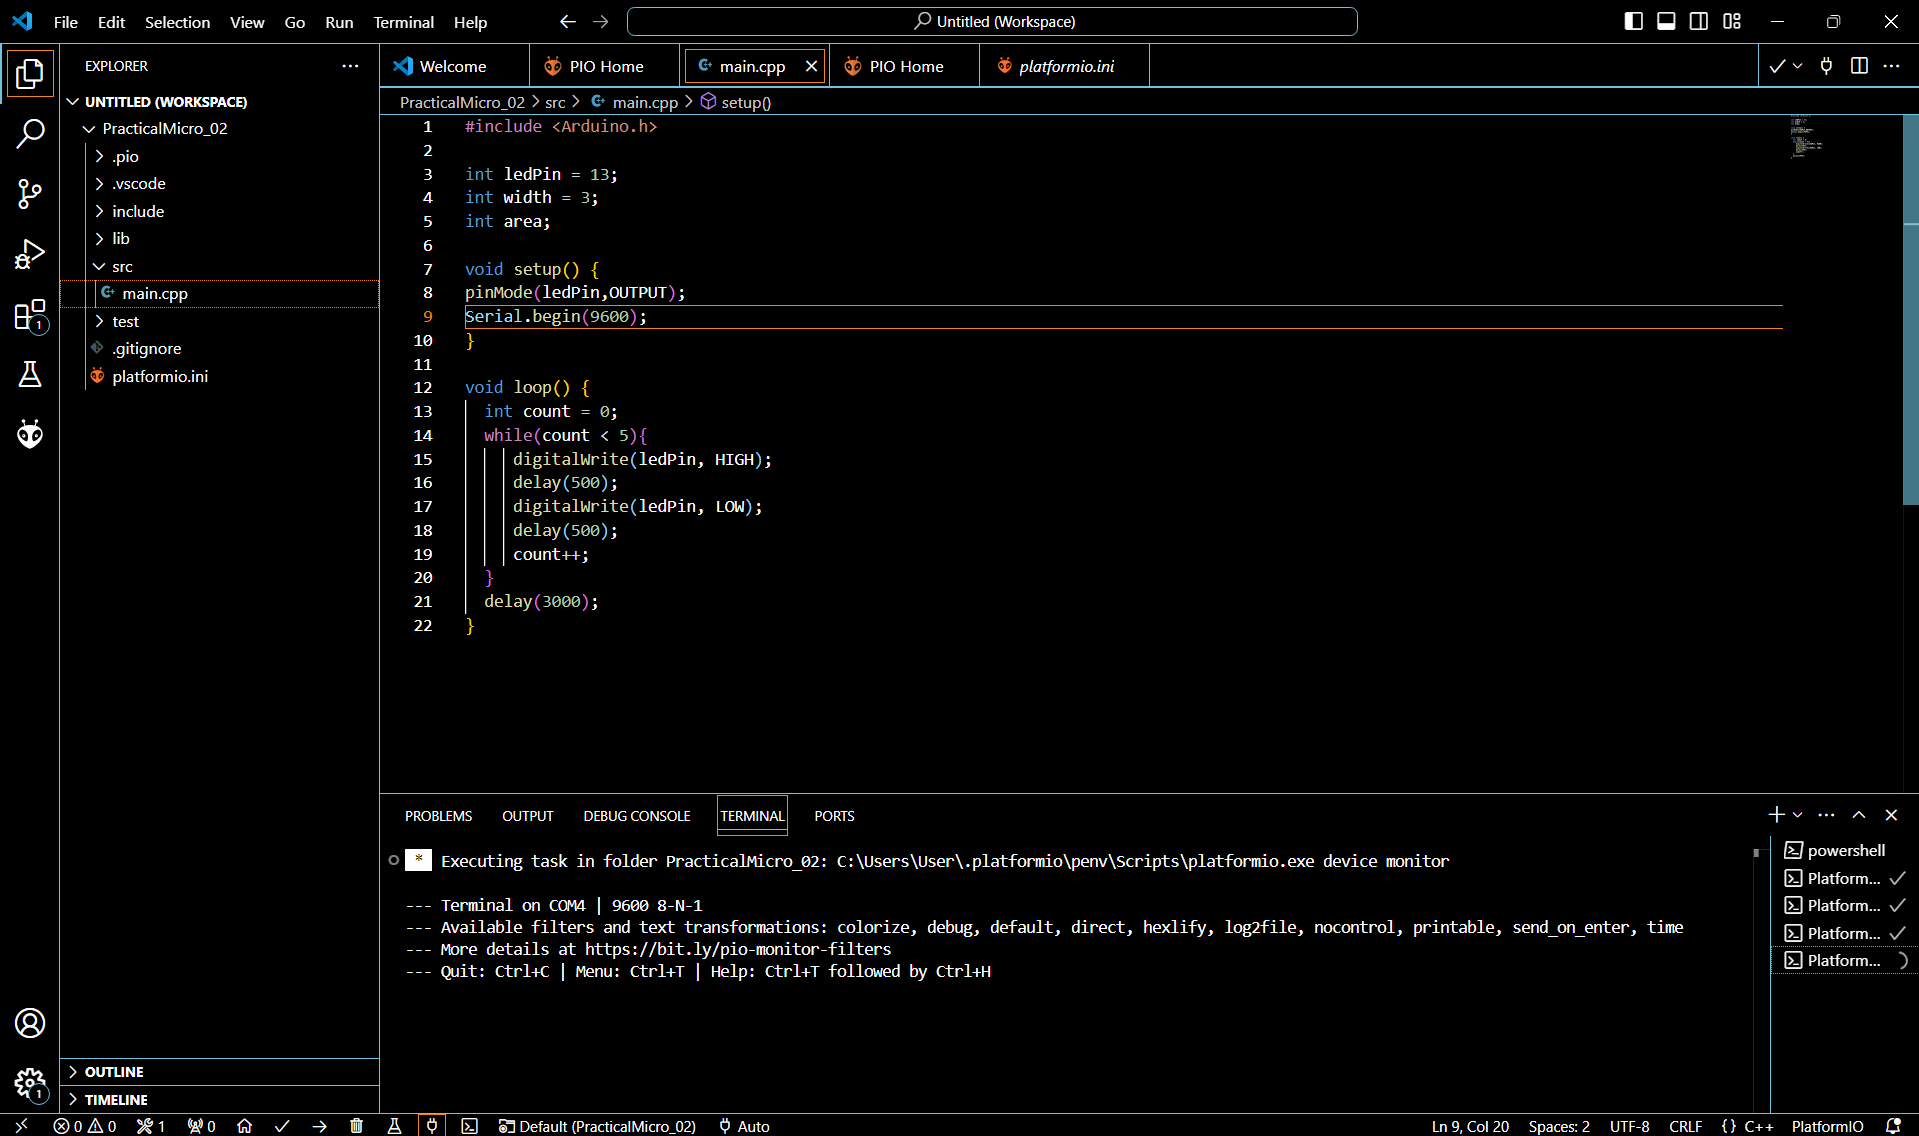 File Edit Selection View Go Run Terminal Help
Untitled (Workspace)
EXPLORER
UNTITLED (WORKSPACE)
PracticalMicro_02
.pio
.vscode
include
lib
src
main.cpp
test
.gitignore
platformio.ini
OUTLINE
TIMELINE
Welcome PIO Home main.cpp PIO Home platformio.ini
PracticalMicro_02 > src > main.cpp > setup()
1 #include <Arduino.h>
2
3 int ledPin = 13;
4 int width = 3;
5 int area;
6
7 void setup() {
8 pinMode(ledPin,OUTPUT);
9 Serial.begin(9600);
10 }
11
12 void loop() {
13 int count = 0;
14 while(count < 5){
15 digitalWrite(ledPin, HIGH);
16 delay(500);
17 digitalWrite(ledPin, LOW);
18 delay(500);
19 count++;
20 }
21 delay(3000);
22 }
PROBLEMS OUTPUT DEBUG CONSOLE TERMINAL PORTS
* Executing task in folder PracticalMicro_02: C:\Users\User\.platformio\penv\Scripts\platformio.exe device monitor
--- Terminal on COM4 | 9600 8-N-1
--- Available filters and text transformations: colorize, debug, default, direct, hexlify, log2file, nocontrol, printable, send_on_enter, time
--- More details at https://bit.ly/pio-monitor-filters
--- Quit: Ctrl+C | Menu: Ctrl+T | Help: Ctrl+T followed by Ctrl+H
powershell
Platform...
Platform...
Platform...
Platform...
1
1
0 0 1 0 Default (PracticalMicro_02) Auto Ln 9, Col 20 Spaces: 2 UTF-8 CRLF {} C++ PlatformIO